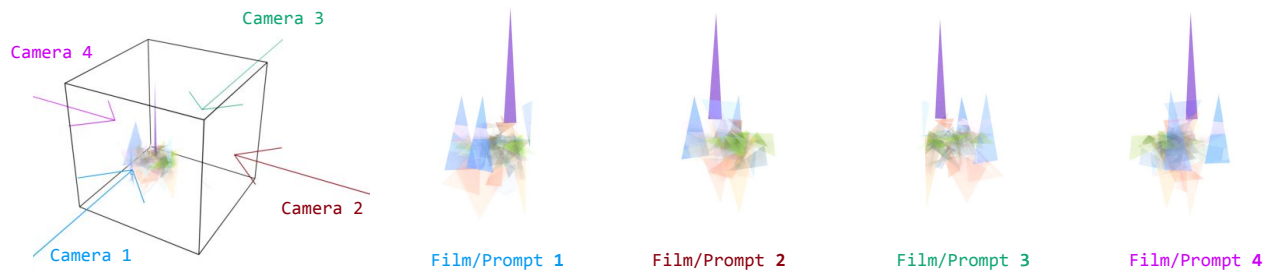 Camera 3
Camera 4
Camera 2
Camera 1
Film/Prompt 1
Film/Prompt 2
Film/Prompt 3
Film/Prompt 4